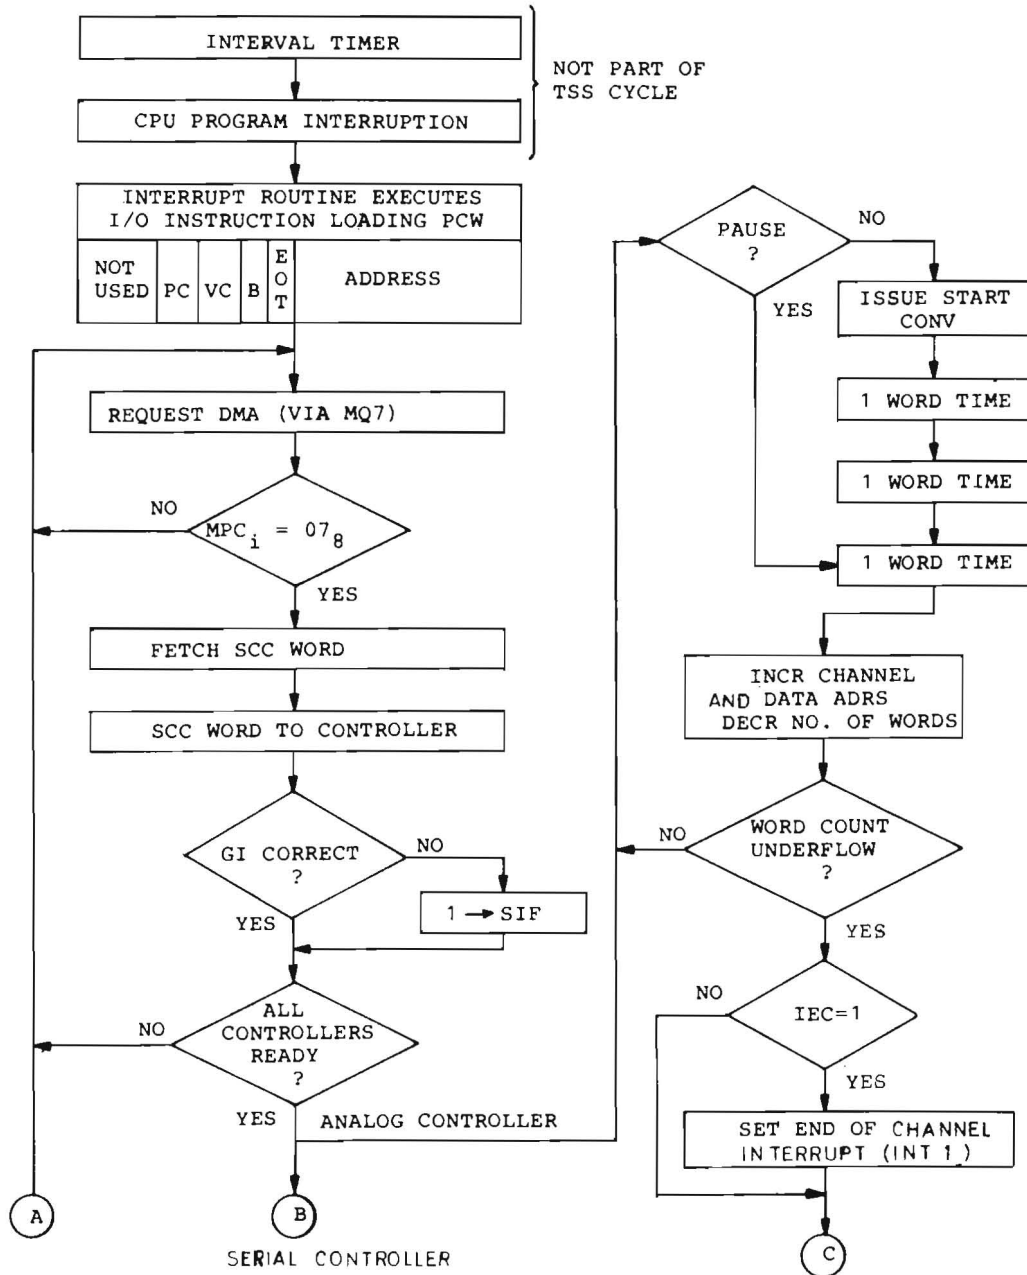 INTERVAL TIMER
CPU PROGRAM INTERRUPTION
NOT PART OF
TSS CYCLE
INTERRUPT ROUTINE EXECUTES
I/O INSTRUCTION LOADING PCW
NOT
USED
PC
VC
B
E
O
T
ADDRESS
REQUEST DMA (VIA MQ7)
NO
MPCi = 07₈
YES
FETCH SCC WORD
SCC WORD TO CONTROLLER
GI CORRECT
?
NO
YES
1 → SIF
ALL
CONTROLLERS
READY
?
NO
YES
ANALOG CONTROLLER
A
B
SERIAL CONTROLLER
PAUSE
?
NO
YES
ISSUE START
CONV
1 WORD TIME
1 WORD TIME
1 WORD TIME
INCR CHANNEL
AND DATA ADRS
DECR NO. OF WORDS
NO
WORD COUNT
UNDERFLOW
?
YES
NO
IEC=1
YES
SET END OF CHANNEL
INTERRUPT (INT 1)
C